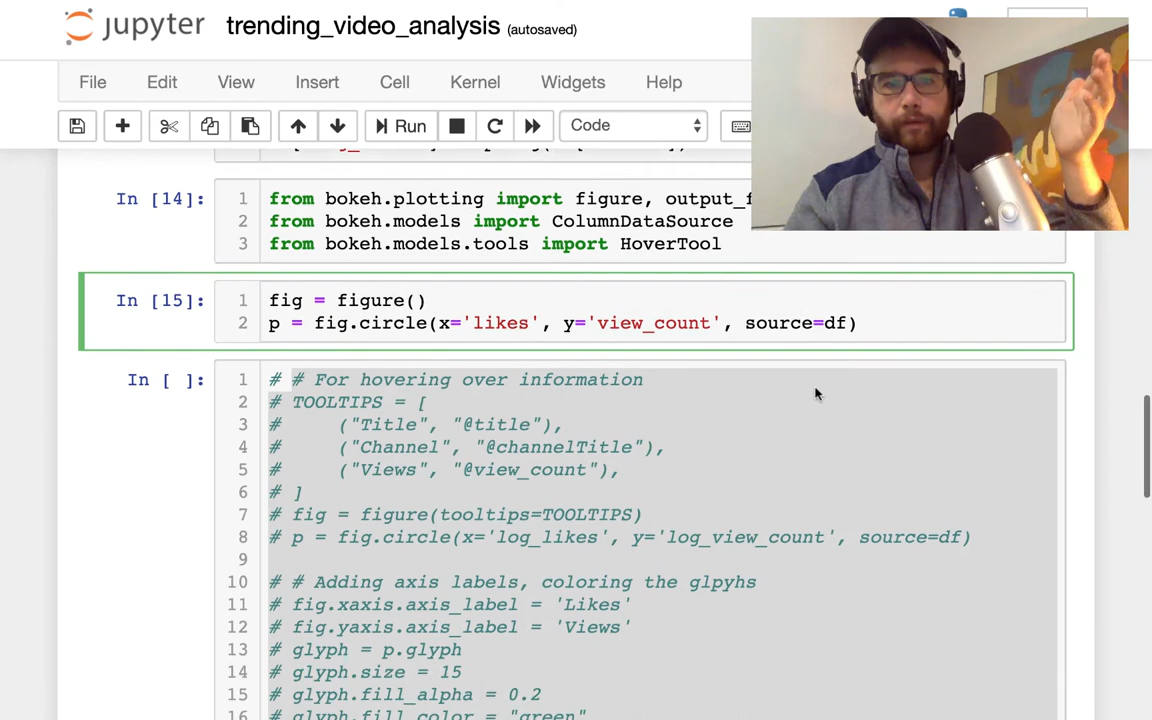 jupyter trending_video_analysis (autosaved)
File Edit View Insert Cell Kernel Widgets Help
Run Code
In [14]:
1 from bokeh.plotting import figure,
2 from bokeh.models import ColumnDataSource
3 from bokeh.models.tools import HoverTool
In [15]:
1 fig = figure()
2 p = fig.circle(x='likes', y='view_count', source=df)
In [ ]:
1 # # For hovering over information
2 # TOOLTIPS = [
3 #     ("Title", "@title"),
4 #     ("Channel", "@channelTitle"),
5 #     ("Views", "@view_count"),
6 # ]
7 # fig = figure(tooltips=TOOLTIPS)
8 # p = fig.circle(x='log_likes', y='log_view_count', source=df)
9
10 # # Adding axis labels, coloring the glpyhs
11 # fig.xaxis.axis_label = 'Likes'
12 # fig.yaxis.axis_label = 'Views'
13 # glyph = p.glyph
14 # glyph.size = 15
15 # glyph.fill_alpha = 0.2
16 # glyph.fill_color = "green"